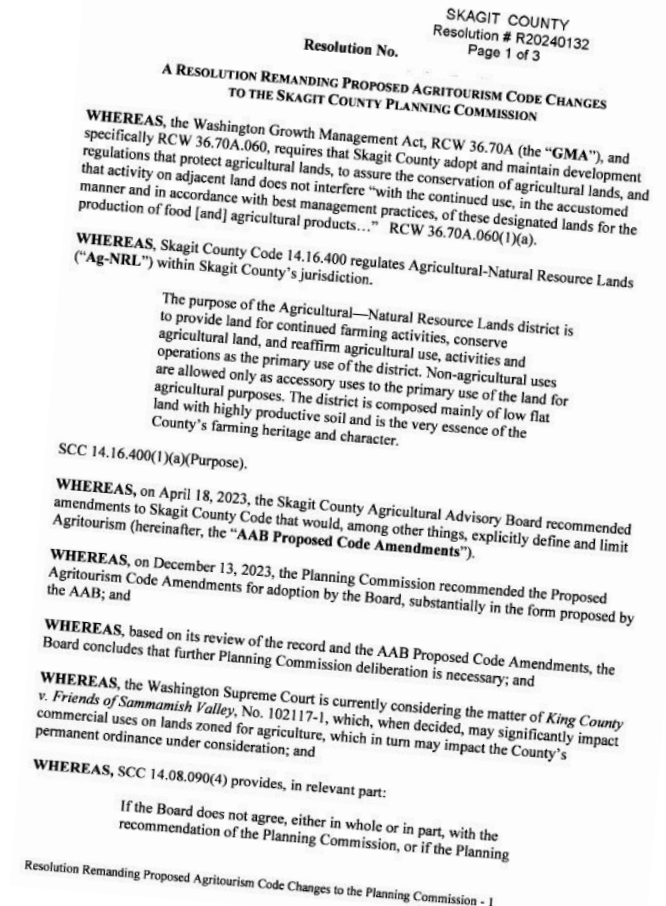 SKAGIT COUNTY
Resolution # R20240132
Page 1 of 3
Resolution No.
A RESOLUTION REMANDING PROPOSED AGRITOURISM CODE CHANGES
TO THE SKAGIT COUNTY PLANNING COMMISSION
WHEREAS, the Washington Growth Management Act, RCW 36.70A (the “GMA”), and
specifically RCW 36.70A.060, requires that Skagit County adopt and maintain development
regulations that protect agricultural lands, to assure the conservation of agricultural lands, and
that activity on adjacent land does not interfere “with the continued use, in the accustomed
manner and in accordance with best management practices, of these designated lands for the
production of food [and] agricultural products…” RCW 36.70A.060(1)(a).
WHEREAS, Skagit County Code 14.16.400 regulates Agricultural-Natural Resource Lands
(“Ag-NRL”) within Skagit County’s jurisdiction.
The purpose of the Agricultural—Natural Resource Lands district is
to provide land for continued farming activities, conserve
agricultural land, and reaffirm agricultural use, activities and
operations as the primary use of the district. Non-agricultural uses
are allowed only as accessory uses to the primary use of the land for
agricultural purposes. The district is composed mainly of low flat
land with highly productive soil and is the very essence of the
County’s farming heritage and character.
SCC 14.16.400(1)(a)(Purpose).
WHEREAS, on April 18, 2023, the Skagit County Agricultural Advisory Board recommended
amendments to Skagit County Code that would, among other things, explicitly define and limit
Agritourism (hereinafter, the “AAB Proposed Code Amendments”).
WHEREAS, on December 13, 2023, the Planning Commission recommended the Proposed
Agritourism Code Amendments for adoption by the Board, substantially in the form proposed by
the AAB; and
WHEREAS, based on its review of the record and the AAB Proposed Code Amendments, the
Board concludes that further Planning Commission deliberation is necessary; and
WHEREAS, the Washington Supreme Court is currently considering the matter of King County
v. Friends of Sammamish Valley, No. 102117-1, which, when decided, may significantly impact
commercial uses on lands zoned for agriculture, which in turn may impact the County’s
permanent ordinance under consideration; and
WHEREAS, SCC 14.08.090(4) provides, in relevant part:
If the Board does not agree, either in whole or in part, with the
recommendation of the Planning Commission, or if the Planning
Resolution Remanding Proposed Agritourism Code Changes to the Planning Commission - 1